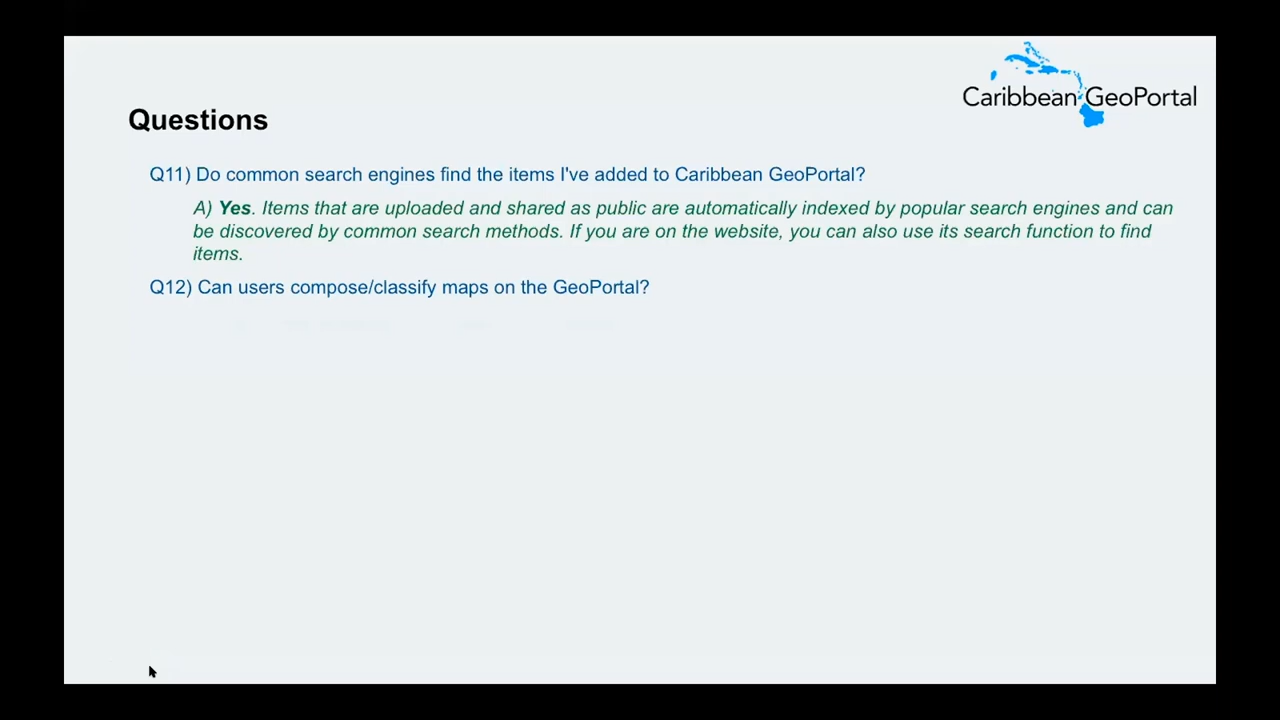 Caribbean GeoPortal
Questions
Q11) Do common search engines find the items I've added to Caribbean GeoPortal?
A) Yes. Items that are uploaded and shared as public are automatically indexed by popular search engines and can
be discovered by common search methods. If you are on the website, you can also use its search function to find
items.
Q12) Can users compose/classify maps on the GeoPortal?